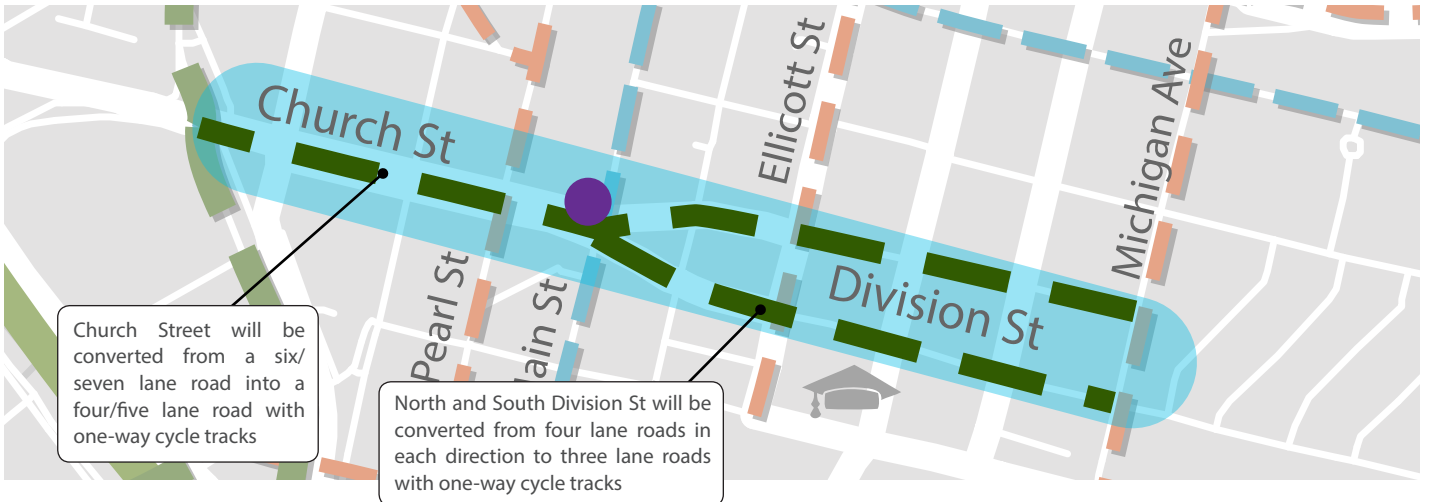 Church St
Ellicott St
Michigan Ave
Division St
Pearl St
ain St
Church Street will be
converted from a six/
seven lane road into a
four/five lane road with
one-way cycle tracks
North and South Division St will be
converted from four lane roads in
each direction to three lane roads
with one-way cycle tracks